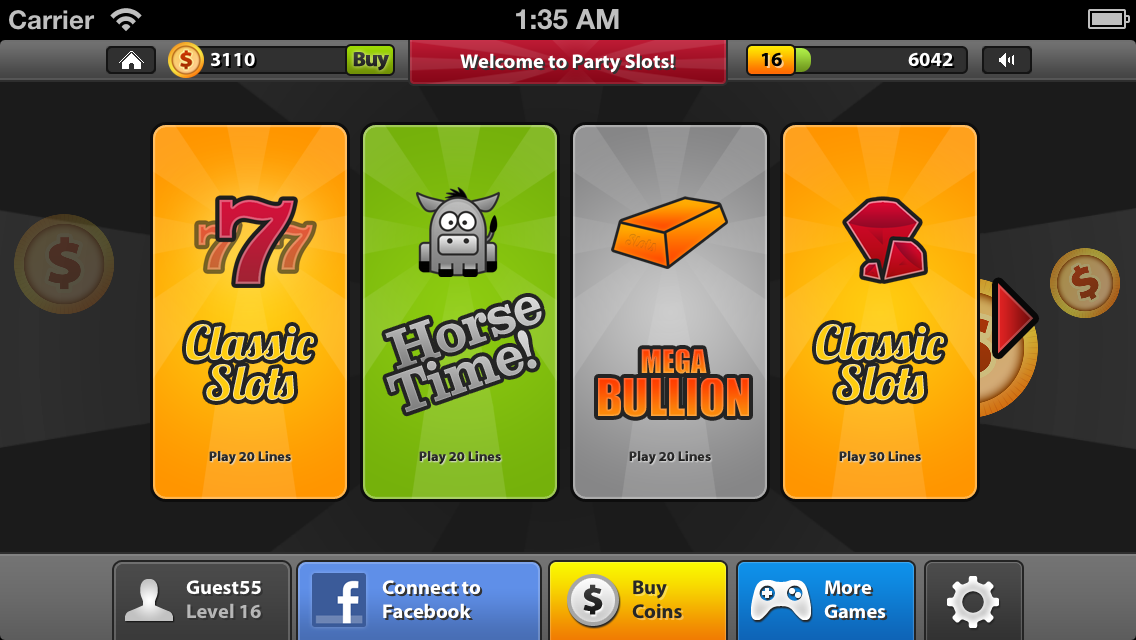 Carrier 1:35 AM
$ 3110 Buy Welcome to Party Slots! 16 6042
777
Classic
Slots
Play 20 Lines
Horse
Time!
Play 20 Lines
Slots
MEGA
BULLION
Play 20 Lines
Classic
Slots
Play 30 Lines
$
$
Guest55
Level 16
f
Connect to
Facebook
$
Buy
Coins
More
Games